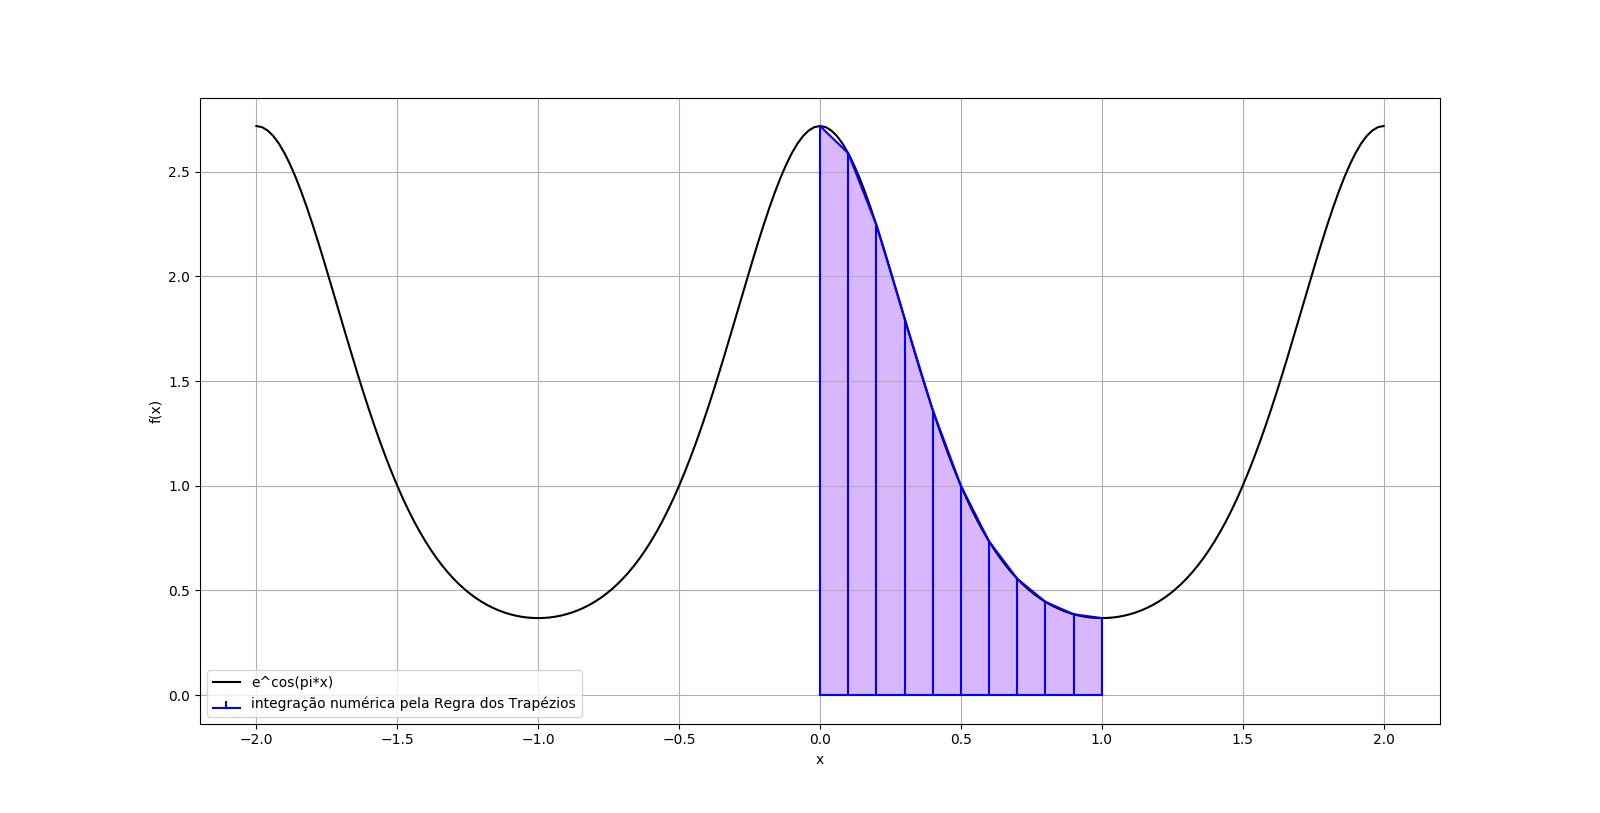 2.5
2.0
1.5
1.0
0.5
0.0
f(x)
e^cos(pi*x)
integração numérica pela Regra dos Trapézios
−2.0 −1.5 −1.0 −0.5 0.0 0.5 1.0 1.5 2.0
x